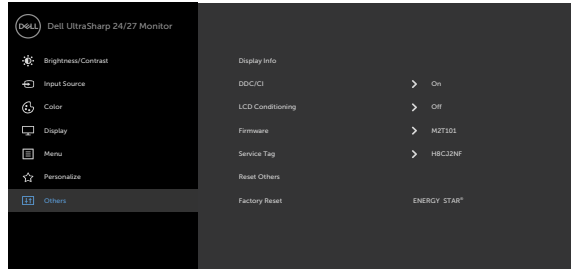 DELL Dell UltraSharp 24/27 Monitor
Brightness/Contrast Display Info
Input Source DDC/CI On
Color LCD Conditioning Off
Display Firmware M2T101
Menu Service Tag H8CJ2NF
Personalize Reset Others
Others Factory Reset ENERGY STAR®